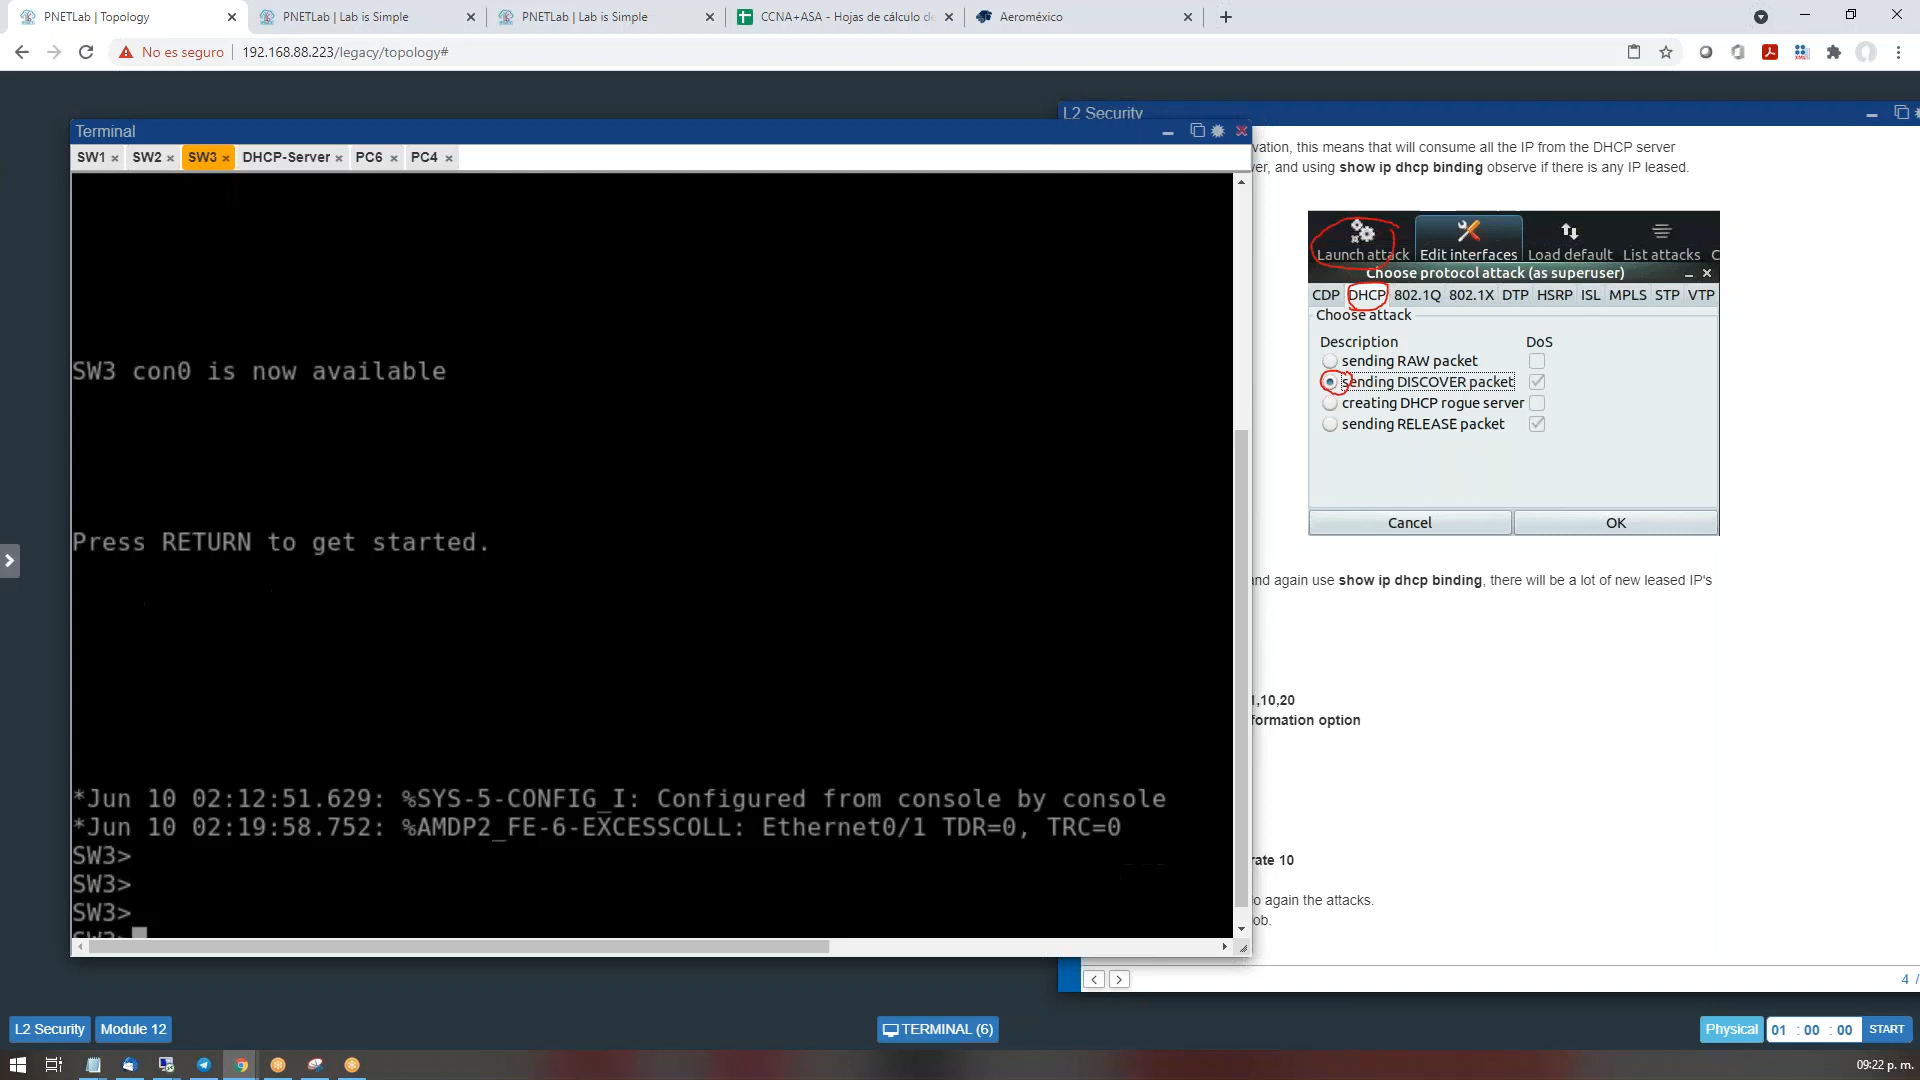 PNETLab | Topology
PNETLab | Lab is Simple
PNETLab | Lab is Simple
CCNA+ASA - Hojas de cálculo de
Aeroméxico
No es seguro
192.168.88.223/legacy/topology#
L2 Security
Terminal
SW1
SW2
SW3
DHCP-Server
PC6
PC4
SW3 con0 is now available
Press RETURN to get started.
*Jun 10 02:12:51.629: %SYS-5-CONFIG_I: Configured from console by console
*Jun 10 02:19:58.752: %AMDP2_FE-6-EXCESSCOLL: Ethernet0/1 TDR=0, TRC=0
SW3>
SW3>
SW3>
SW3>
vation, this means that will consume all the IP from the DHCP server
ver, and using show ip dhcp binding observe if there is any IP leased.
Launch attack
Edit interfaces
Load default
List attacks
Choose protocol attack (as superuser)
CDP DHCP 802.1Q 802.1X DTP HSRP ISL MPLS STP VTP
Choose attack
Description DoS
sending RAW packet
sending DISCOVER packet
creating DHCP rogue server
sending RELEASE packet
Cancel OK
and again use show ip dhcp binding, there will be a lot of new leased IP's
1,10,20
formation option
rate 10
o again the attacks.
ob.
4 /
L2 Security
Module 12
TERMINAL (6)
Physical
01 : 00 : 00
START
09:22 p. m.